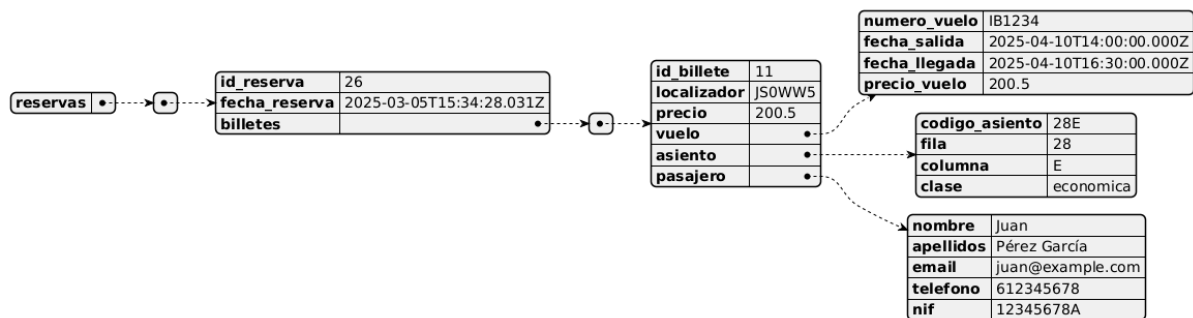 reservas
id_reserva 26
fecha_reserva 2025-03-05T15:34:28.031Z
billetes
id_billete 11
localizador JS0WW5
precio 200.5
vuelo
asiento
pasajero
numero_vuelo IB1234
fecha_salida 2025-04-10T14:00:00.000Z
fecha_llegada 2025-04-10T16:30:00.000Z
precio_vuelo 200.5
codigo_asiento 28E
fila 28
columna E
clase economica
nombre Juan
apellidos Pérez García
email juan@example.com
telefono 612345678
nif 12345678A